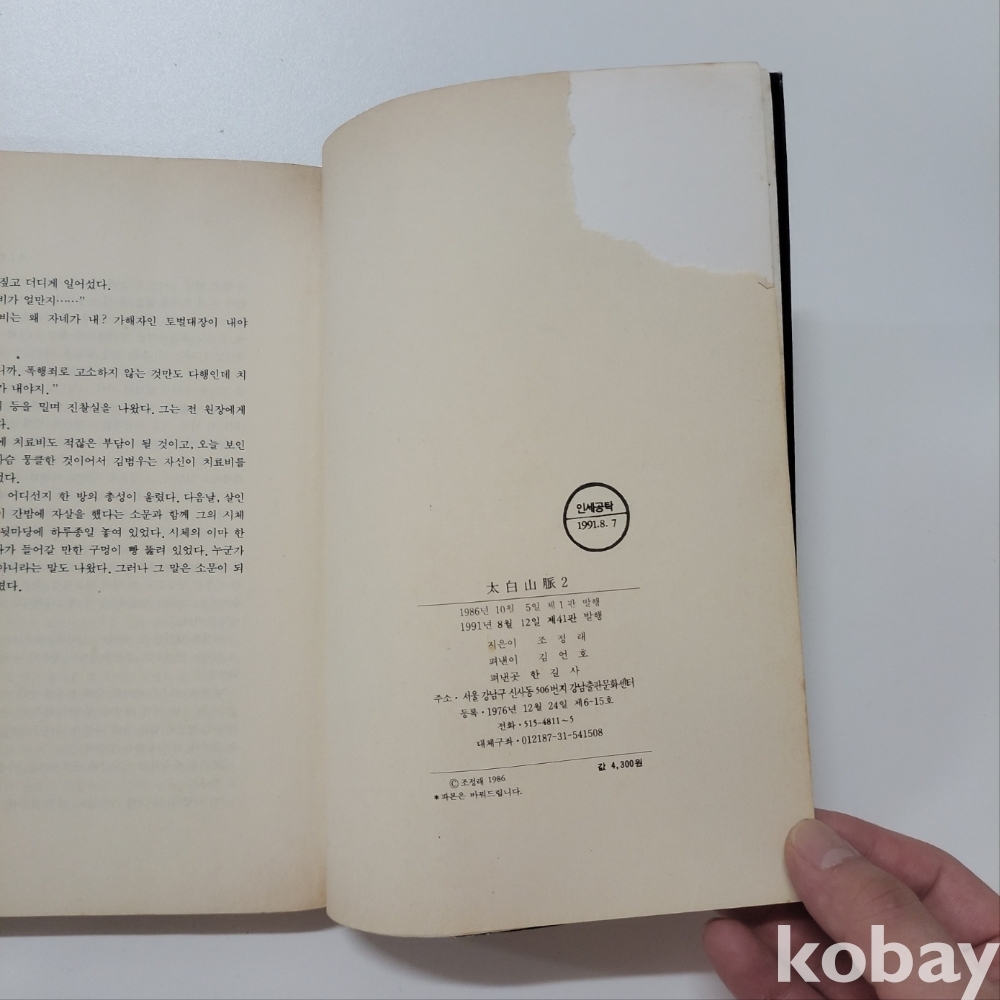 짚고 더디게 일어섰다.
비가 얼만지……”
비는 왜 자네가 내? 가해자인 토벌대장이 내야
니까. 폭행죄로 고소하지 않는 것만도 다행인데 치
가 내야지.”
의 등을 밀며 진찰실을 나왔다. 그는 전 원장에게
다.
에 치료비도 적잖은 부담이 될 것이고, 오늘 보인
가슴 뭉클한 것이어서 김범우는 자신이 치료비를
었다.
어디선지 한 방의 총성이 울렸다. 다음날, 살인
이 간밤에 자살을 했다는 소문과 함께 그의 시체
뒷마당에 하루종일 놓여 있었다. 시체의 이마 한
가 들어갈 만한 구멍이 빵 뚫려 있었다. 누군가
아니라는 말도 나왔다. 그러나 그 말은 소문이 되
렸다.
인세공탁
1991.8.7
太白山脈 2
1986년 10월 5일 제1판 발행
1991년 8월 12일 제41판 발행
지은이 조정래
펴낸이 김언호
펴낸곳 한길사
주소·서울 강남구 신사동 506번지 강남출판문화센터
등록·1976년 12월 24일 제6-15호
전화·515-4811~5
대체구좌·012187-31-541508
값 4,300원
ⓒ 조정래 1986
*파본은 바꿔드립니다.
kobay